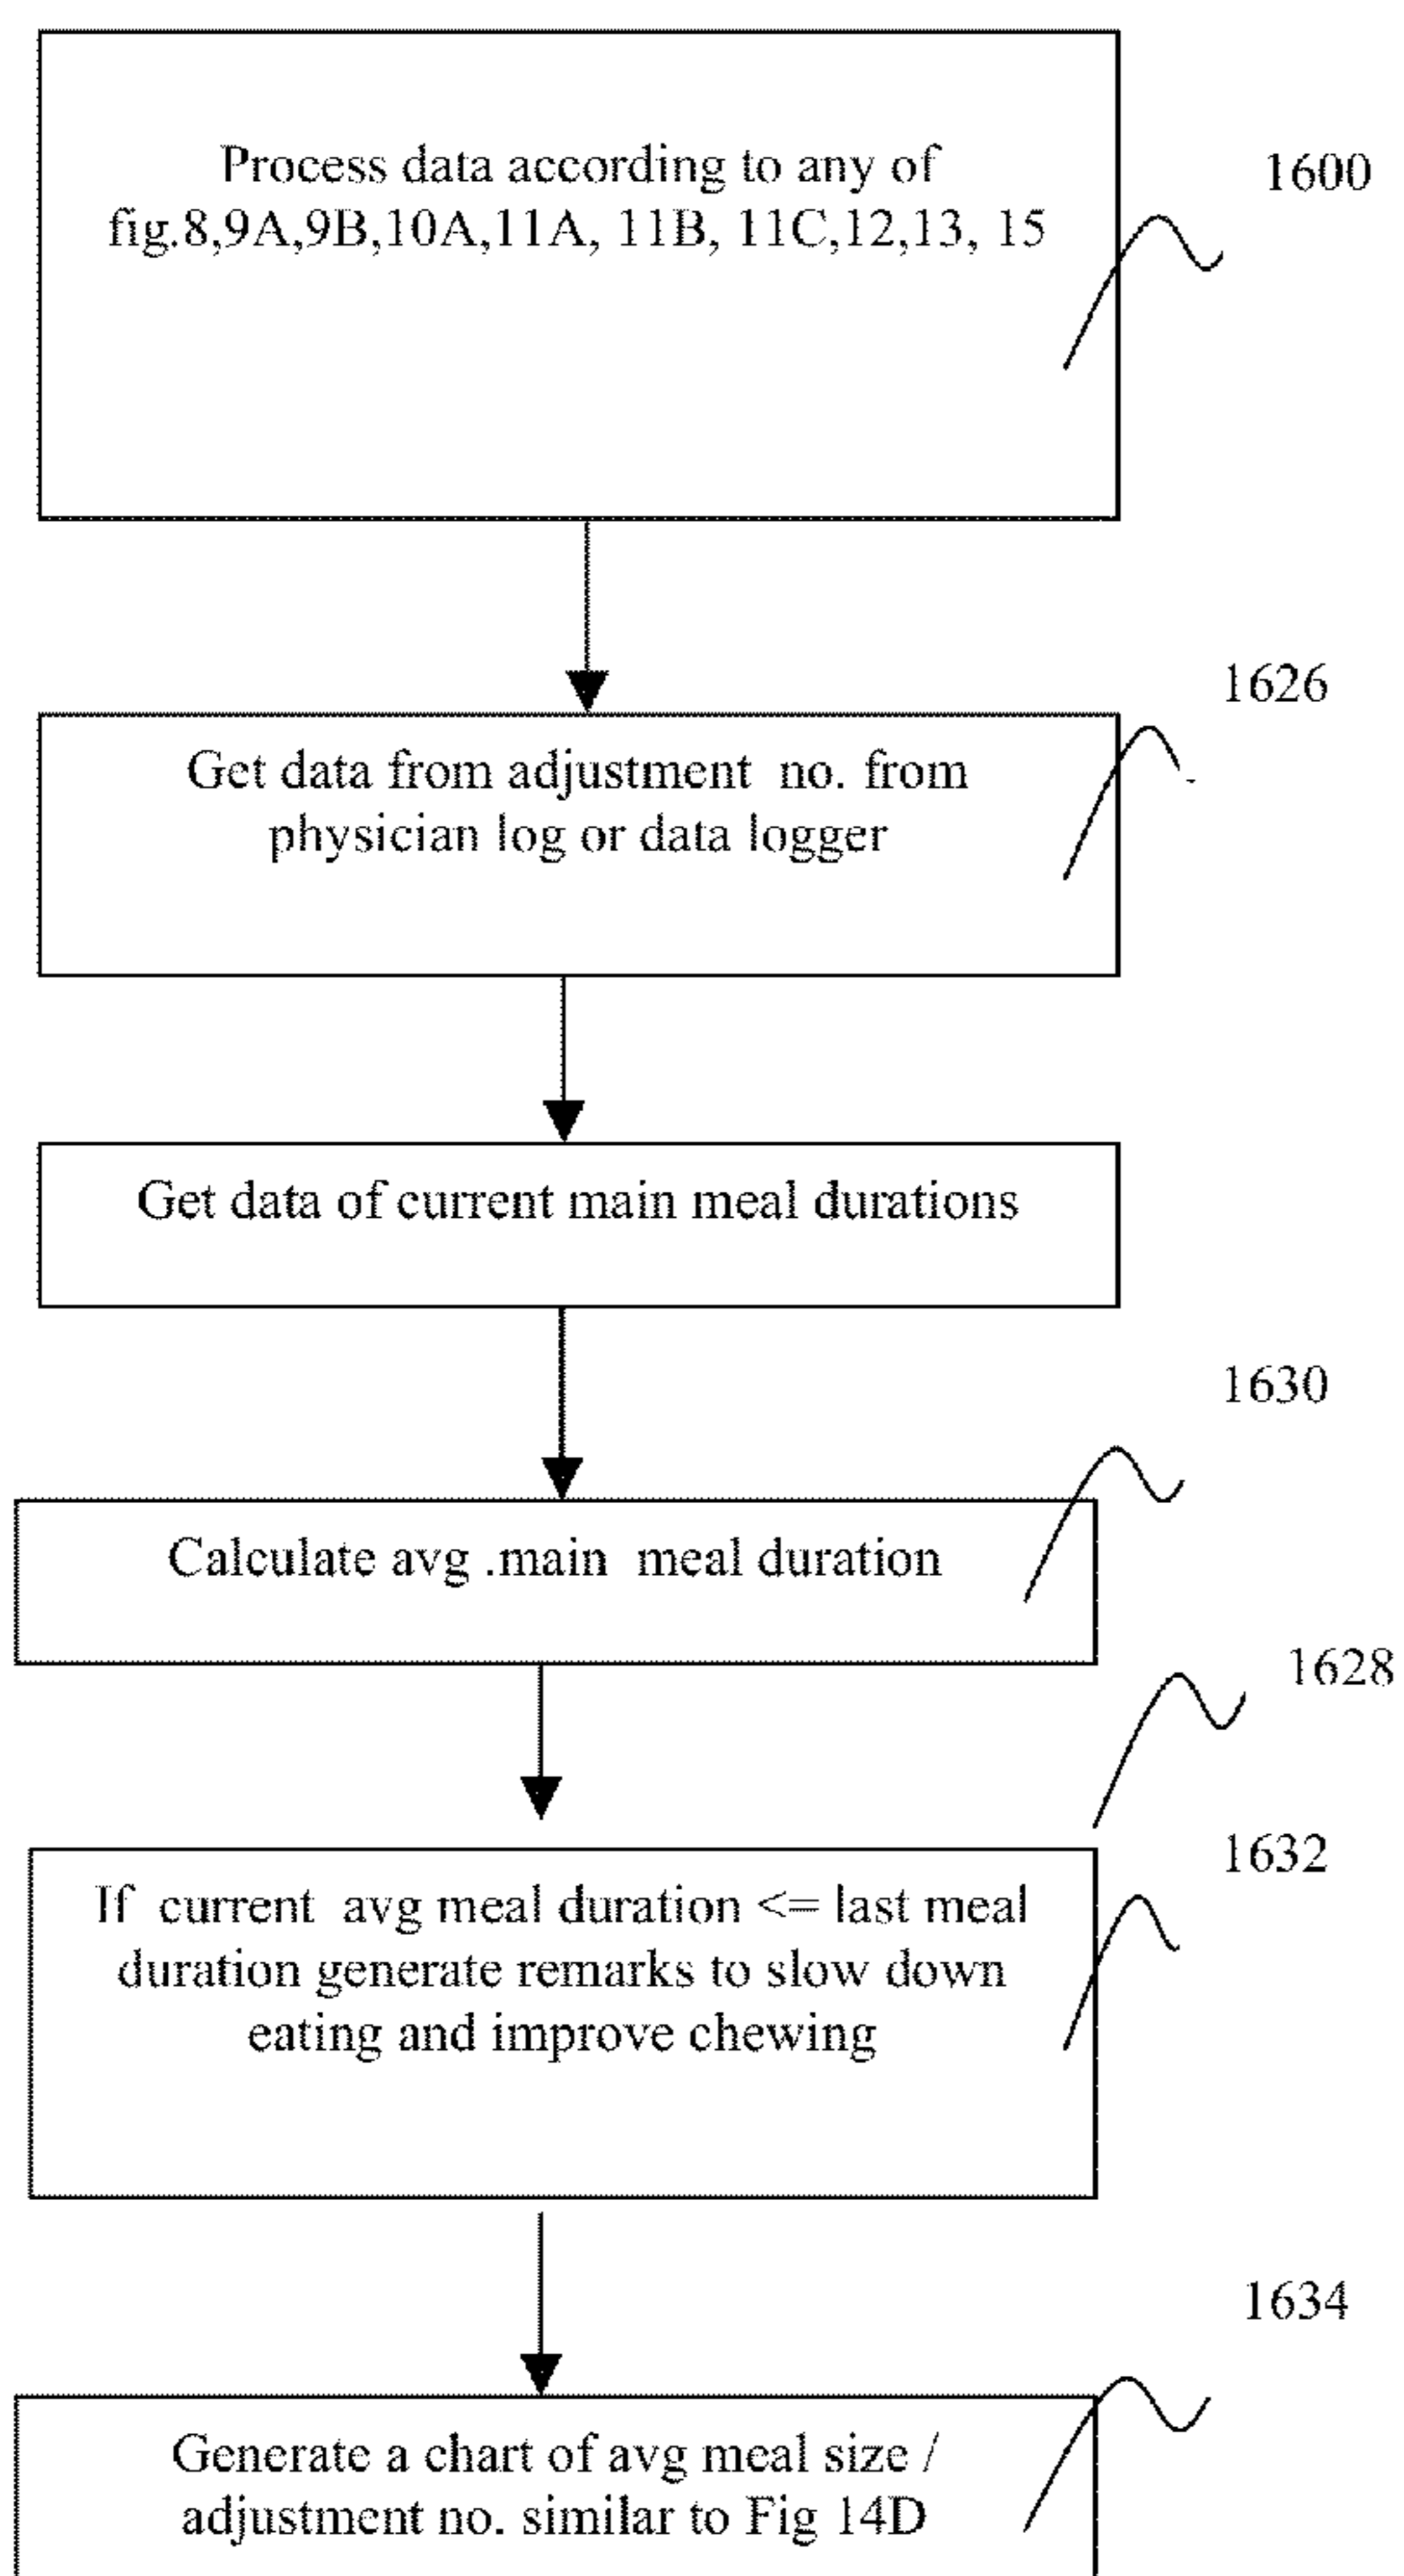 Process data according to any of
1600
fig.8,9A,9B,10A,11A, 11B, 11C,12,13, 15
1626
Get data from adjustment no. from
physician log or data logger
Get data of current main meal durations
1630
Calculate avg .main meal duration
1628
1632
If current avg meal duration <= last meal
duration generate remarks to slow down
eating and improve chewing
1634
Generate a chart of avg meal size /
adjustment no. similar to Fig 14D